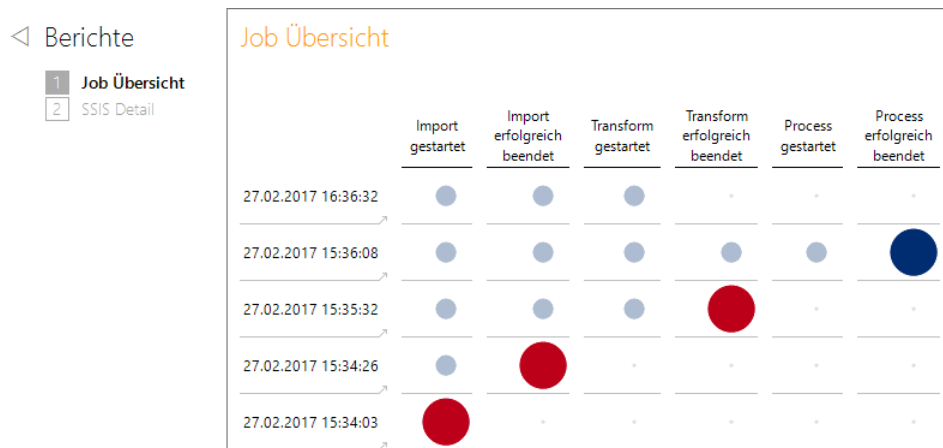 Berichte
1 Job Übersicht
2 SSIS Detail
Job Übersicht
Import gestartet
Import erfolgreich beendet
Transform gestartet
Transform erfolgreich beendet
Process gestartet
Process erfolgreich beendet
27.02.2017 16:36:32
27.02.2017 15:36:08
27.02.2017 15:35:32
27.02.2017 15:34:26
27.02.2017 15:34:03